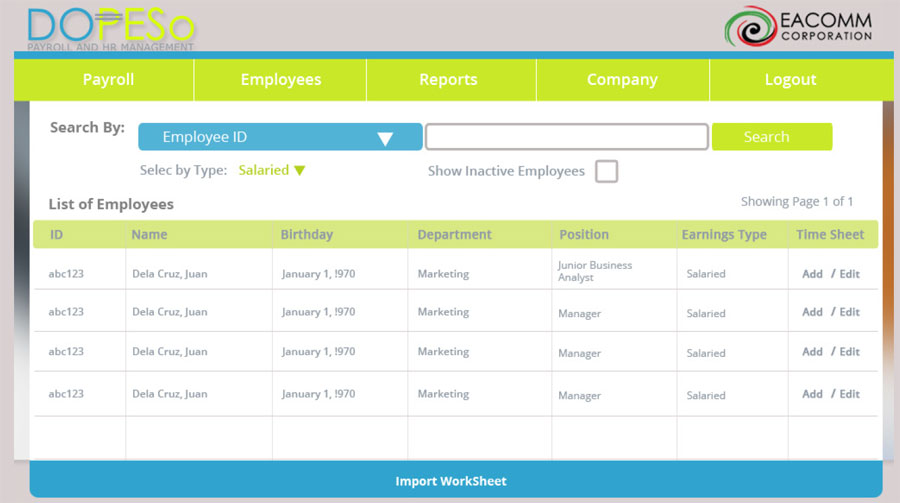 DOPESo
PAYROLL AND HR MANAGEMENT
EACOMM
CORPORATION
Payroll Employees Reports Company Logout
Search By: Employee ID Search
Selec by Type: Salaried Show Inactive Employees
Showing Page 1 of 1
List of Employees
ID Name Birthday Department Position Earnings Type Time Sheet
abc123 Dela Cruz, Juan January 1, !970 Marketing Junior Business Analyst Salaried Add / Edit
abc123 Dela Cruz, Juan January 1, !970 Marketing Manager Salaried Add / Edit
abc123 Dela Cruz, Juan January 1, !970 Marketing Manager Salaried Add / Edit
abc123 Dela Cruz, Juan January 1, !970 Marketing Manager Salaried Add / Edit
Import WorkSheet